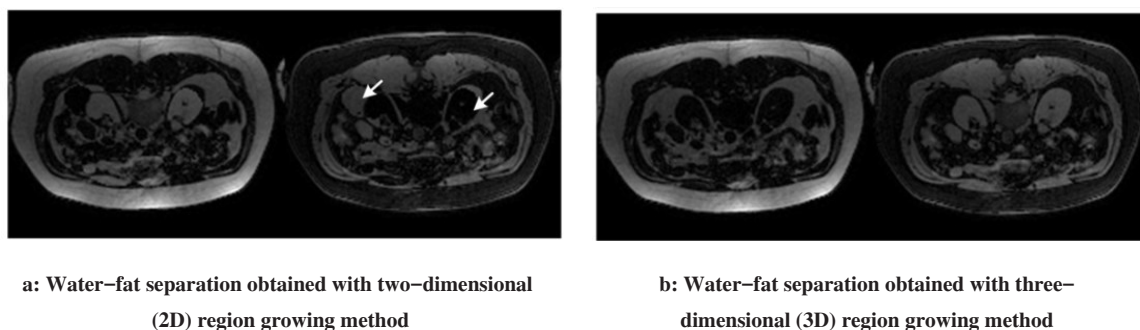 a: Water-fat separation obtained with two-dimensional
(2D) region growing method
b: Water-fat separation obtained with three-
dimensional (3D) region growing method